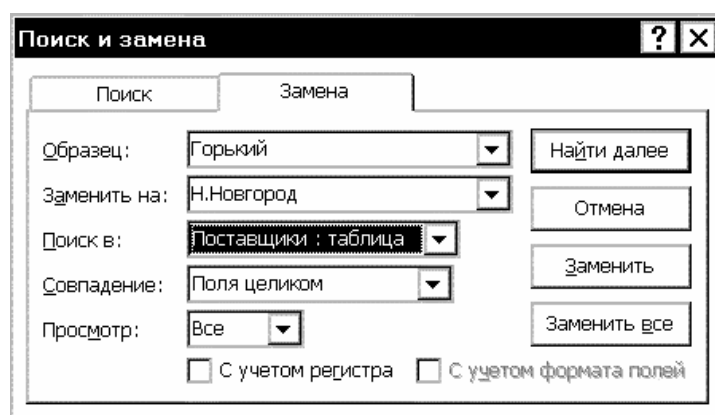 Поиск и замена
Поиск Замена
Образец: Горький Найти далее
Заменить на: Н.Новгород Отмена
Поиск в: Поставщики : таблица
Совпадение: Поля целиком Заменить
Просмотр: Все Заменить все
С учетом регистра С учетом формата полей